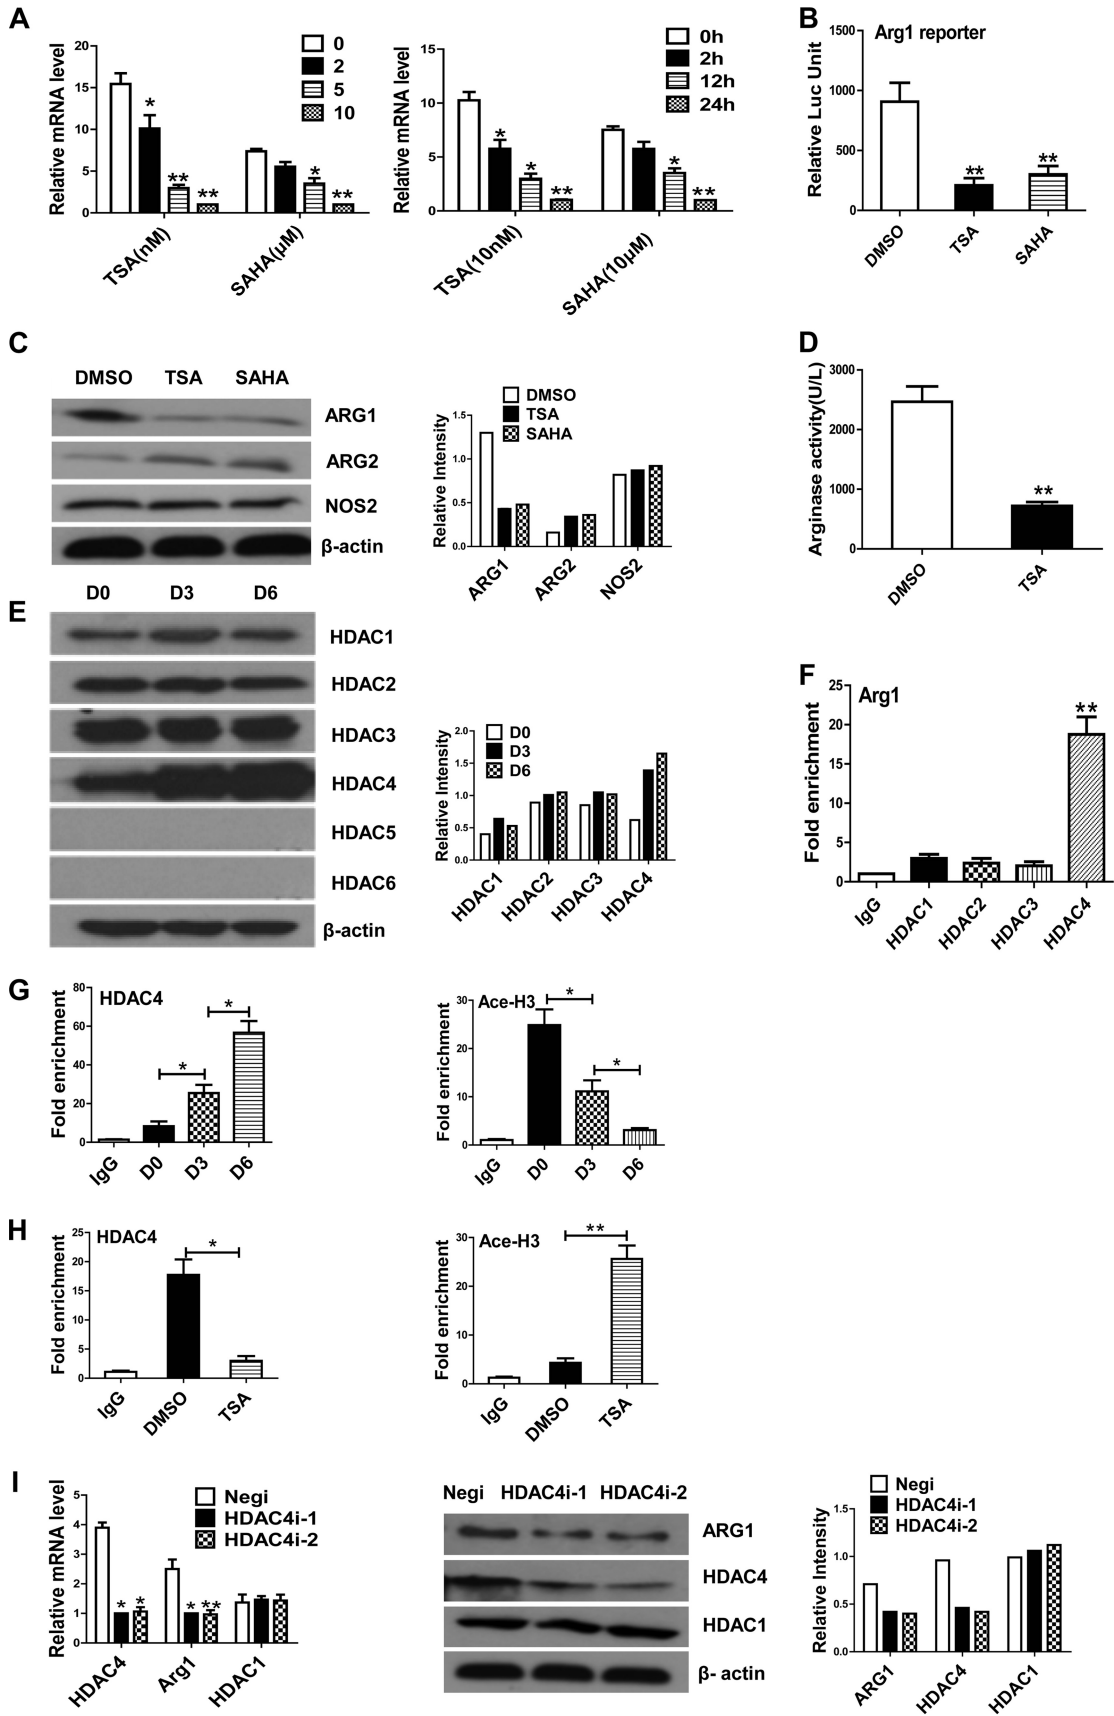 A
Relative mRNA level
20
15
10
5
0
0
2
5
10
*
**
**
*
**
TSA(nM)
SAHA(μM)
Relative mRNA level
15
10
5
0
0h
2h
12h
24h
*
*
**
*
**
TSA(10nM)
SAHA(10μM)
B
Arg1 reporter
Relative Luc Unit
1500
1000
500
0
**
**
DMSO
TSA
SAHA
C
DMSO TSA SAHA
ARG1
ARG2
NOS2
β-actin
Relative Intensity
1.5
1.0
0.5
0.0
DMSO
TSA
SAHA
ARG1
ARG2
NOS2
D
Arginase activity(U/L)
3000
2000
1000
0
**
DMSO
TSA
E
D0 D3 D6
HDAC1
HDAC2
HDAC3
HDAC4
HDAC5
HDAC6
β-actin
Relative Intensity
2.0
1.5
1.0
0.5
0.0
D0
D3
D6
HDAC1
HDAC2
HDAC3
HDAC4
F
Arg1
Fold enrichment
25
20
15
10
5
0
**
IgG
HDAC1
HDAC2
HDAC3
HDAC4
G
HDAC4
Fold enrichment
80
60
40
20
0
*
*
IgG
D0
D3
D6
Ace-H3
Fold enrichment
30
20
10
0
*
*
IgG
D0
D3
D6
H
HDAC4
Fold enrichment
25
20
15
10
5
0
*
IgG
DMSO
TSA
Ace-H3
Fold enrichment
30
20
10
0
**
IgG
DMSO
TSA
I
Relative mRNA level
5
4
3
2
1
0
Negi
HDAC4i-1
HDAC4i-2
*
*
*
**
HDAC4
Arg1
HDAC1
Negi HDAC4i-1 HDAC4i-2
ARG1
HDAC4
HDAC1
β- actin
Relative Intensity
1.5
1.0
0.5
0.0
Negi
HDAC4i-1
HDAC4i-2
ARG1
HDAC4
HDAC1